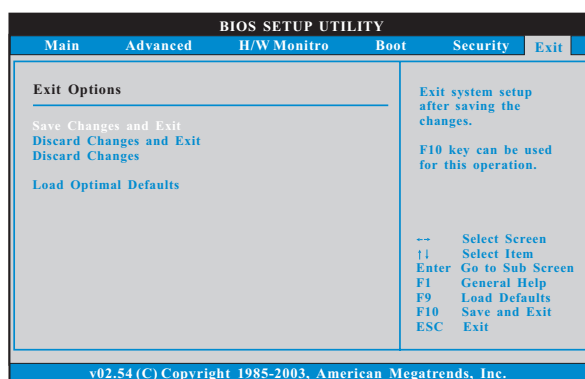 BIOS SETUP UTILITY
Main Advanced H/W Monitro Boot Security Exit
Exit Options
Save Changes and Exit
Discard Changes and Exit
Discard Changes
Load Optimal Defaults
Exit system setup
after saving the
changes.
F10 key can be used
for this operation.
←→ Select Screen
↑↓ Select Item
Enter Go to Sub Screen
F1 General Help
F9 Load Defaults
F10 Save and Exit
ESC Exit
v02.54 (C) Copyright 1985-2003, American Megatrends, Inc.